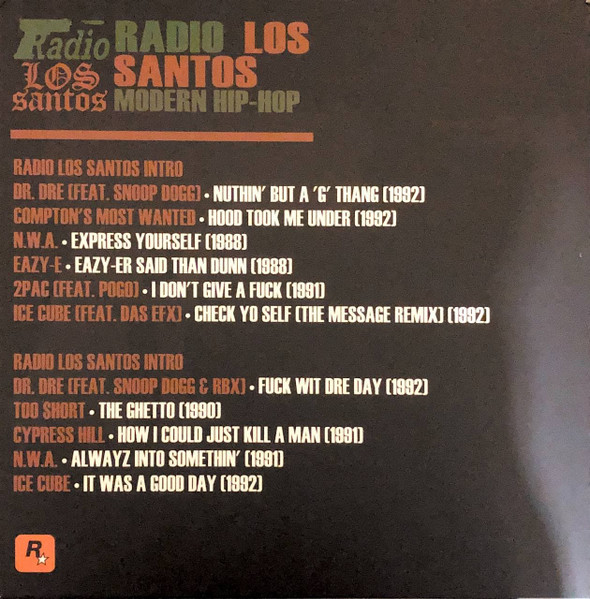 Radio
LOS
santos
RADIO LOS
SANTOS
MODERN HIP-HOP
RADIO LOS SANTOS INTRO
DR. DRE (FEAT. SNOOP DOGG) • NUTHIN' BUT A 'G' THANG (1992)
COMPTON'S MOST WANTED • HOOD TOOK ME UNDER (1992)
N.W.A. • EXPRESS YOURSELF (1988)
EAZY-E • EAZY-ER SAID THAN DUNN (1988)
2PAC (FEAT. POGO) • I DON'T GIVE A FUCK (1991)
ICE CUBE (FEAT. DAS EFX) • CHECK YO SELF (THE MESSAGE REMIX) (1992)
RADIO LOS SANTOS INTRO
DR. DRE (FEAT. SNOOP DOGG & RBX) • FUCK WIT DRE DAY (1992)
TOO $HORT • THE GHETTO (1990)
CYPRESS HILL • HOW I COULD JUST KILL A MAN (1991)
N.W.A. • ALWAYZ INTO SOMETHIN' (1991)
ICE CUBE • IT WAS A GOOD DAY (1992)
R